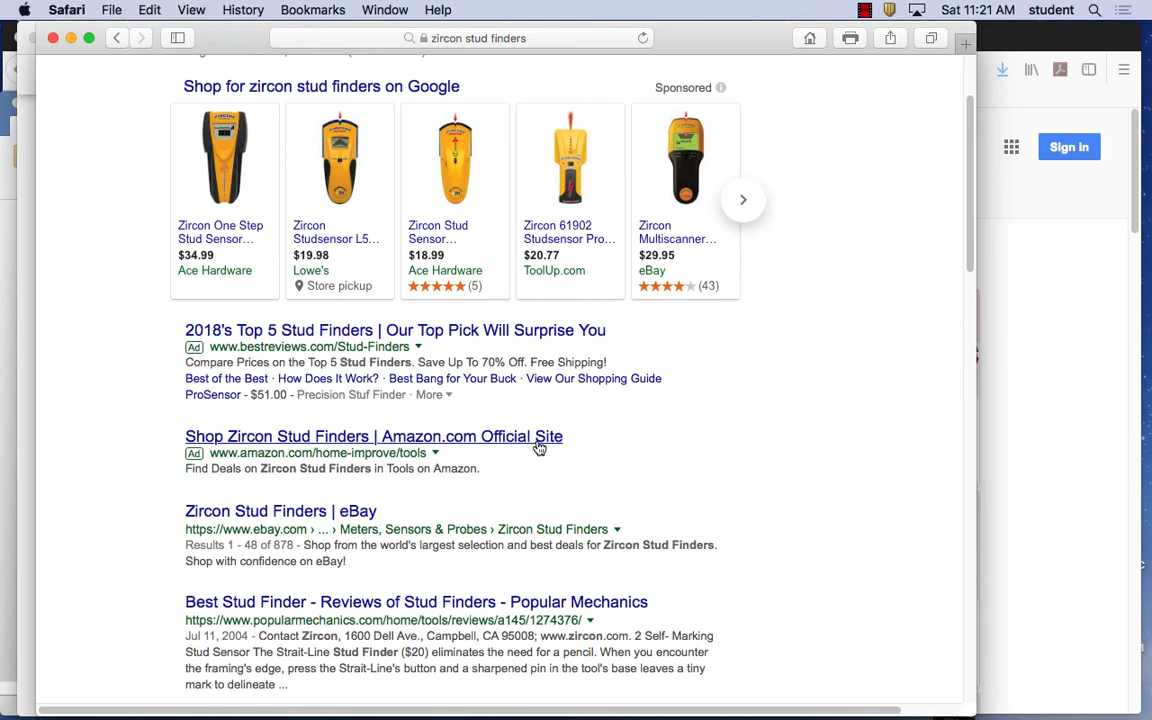 Safari File Edit View History Bookmarks Window Help Sat 11:21 AM student
zircon stud finders
Shop for zircon stud finders on Google Sponsored
Sign in
Zircon One Step
Stud Sensor...
$34.99
Ace Hardware
Zircon
Studsensor L5...
$19.98
Lowe's
Store pickup
Zircon Stud
Sensor...
$18.99
Ace Hardware
(5)
Zircon 61902
Studsensor Pro...
$20.77
ToolUp.com
Zircon
Multiscanner...
$29.95
eBay
(43)
2018's Top 5 Stud Finders | Our Top Pick Will Surprise You
Ad www.bestreviews.com/Stud-Finders
Compare Prices on the Top 5 Stud Finders. Save Up To 70% Off. Free Shipping!
Best of the Best · How Does It Work? · Best Bang for Your Buck · View Our Shopping Guide
ProSensor - $51.00 - Precision Stuf Finder · More
Shop Zircon Stud Finders | Amazon.com Official Site
Ad www.amazon.com/home-improve/tools
Find Deals on Zircon Stud Finders in Tools on Amazon.
Zircon Stud Finders | eBay
https://www.ebay.com › ... › Meters, Sensors & Probes › Zircon Stud Finders
Results 1 - 48 of 878 - Shop from the world's largest selection and best deals for Zircon Stud Finders.
Shop with confidence on eBay!
Best Stud Finder - Reviews of Stud Finders - Popular Mechanics
https://www.popularmechanics.com/home/tools/reviews/a145/1274376/
Jul 11, 2004 - Contact Zircon, 1600 Dell Ave., Campbell, CA 95008; www.zircon.com. 2 Self- Marking
Stud Sensor The Strait-Line Stud Finder ($20) eliminates the need for a pencil. When you encounter
the framing's edge, press the Strait-Line's button and a sharpened pin in the tool's base leaves a tiny
mark to delineate ...